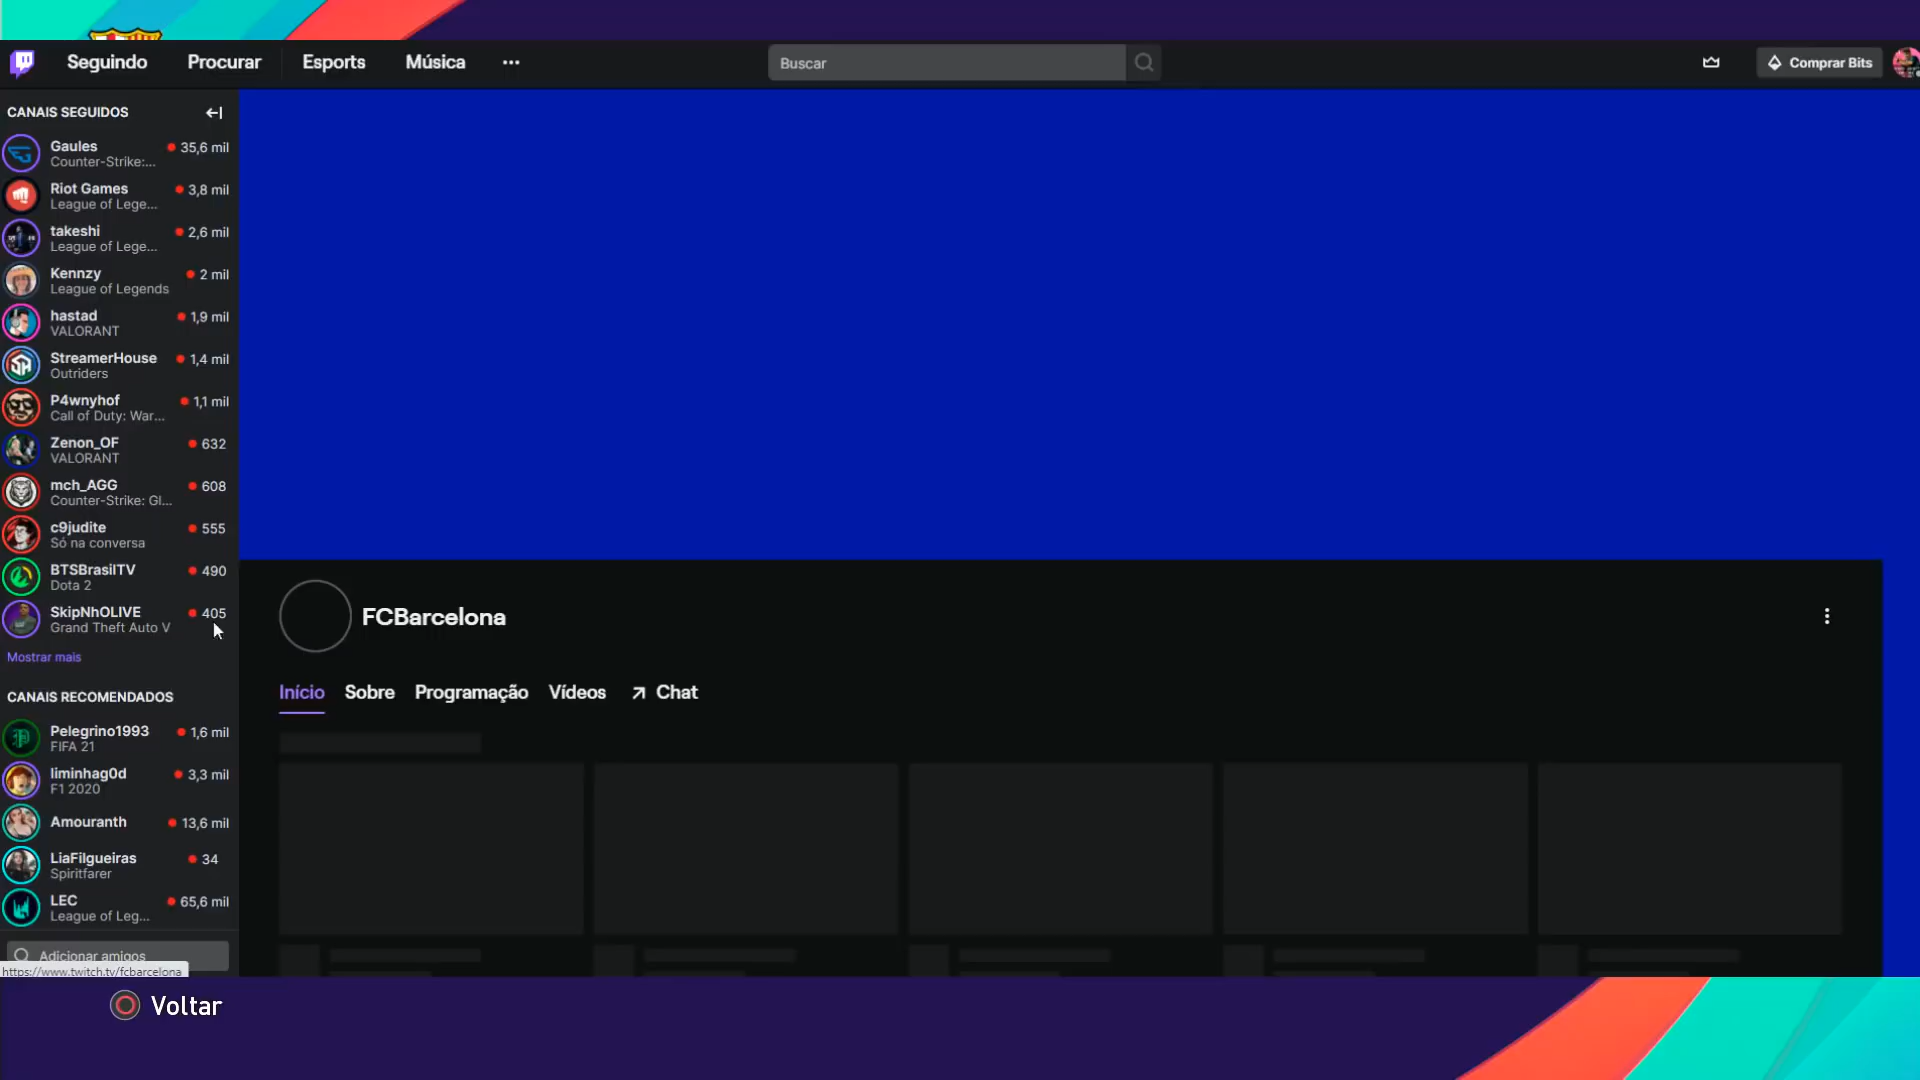 Seguindo
Procurar
Esports
Música
Buscar
Comprar Bits
CANAIS SEGUIDOS
Gaules
35,6 mil
Counter-Strike:...
Riot Games
3,8 mil
League of Lege...
takeshi
2,6 mil
League of Lege...
Kennzy
2 mil
League of Legends
hastad
1,9 mil
VALORANT
StreamerHouse
1,4 mil
Outriders
P4wnyhof
1,1 mil
Call of Duty: War...
Zenon_OF
632
VALORANT
mch_AGG
608
Counter-Strike: Gl...
c9judite
555
Só na conversa
BTSBrasilTV
490
Dota 2
SkipNhOLIVE
405
Grand Theft Auto V
Mostrar mais
CANAIS RECOMENDADOS
Pelegrino1993
1,6 mil
FIFA 21
liminhag0d
3,3 mil
F1 2020
Amouranth
13,6 mil
LiaFilgueiras
34
Spiritfarer
LEC
65,6 mil
League of Leg...
Adicionar amigos
https://www.twitch.tv/fcbarcelona
FCBarcelona
Início
Sobre
Programação
Vídeos
Chat
Voltar